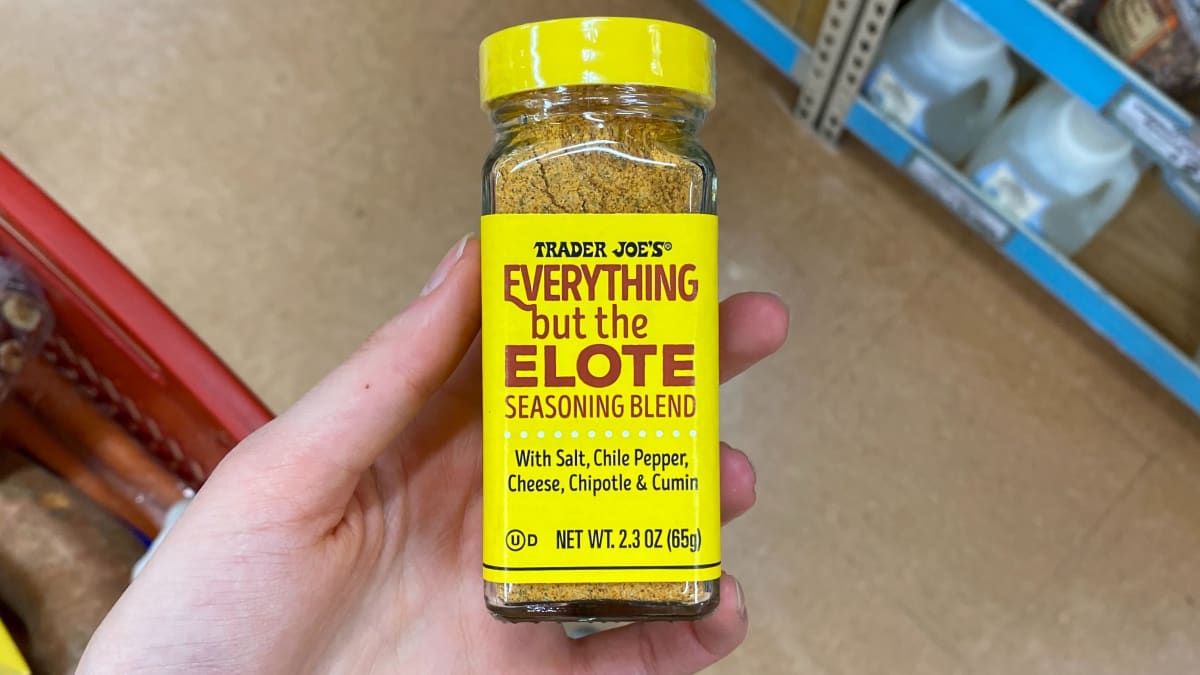 TRADER JOE'S®
EVERYTHING
but the
ELOTE
SEASONING BLEND
With Salt, Chile Pepper,
Cheese, Chipotle & Cumin
Ⓤ D NET WT. 2.3 OZ (65g)